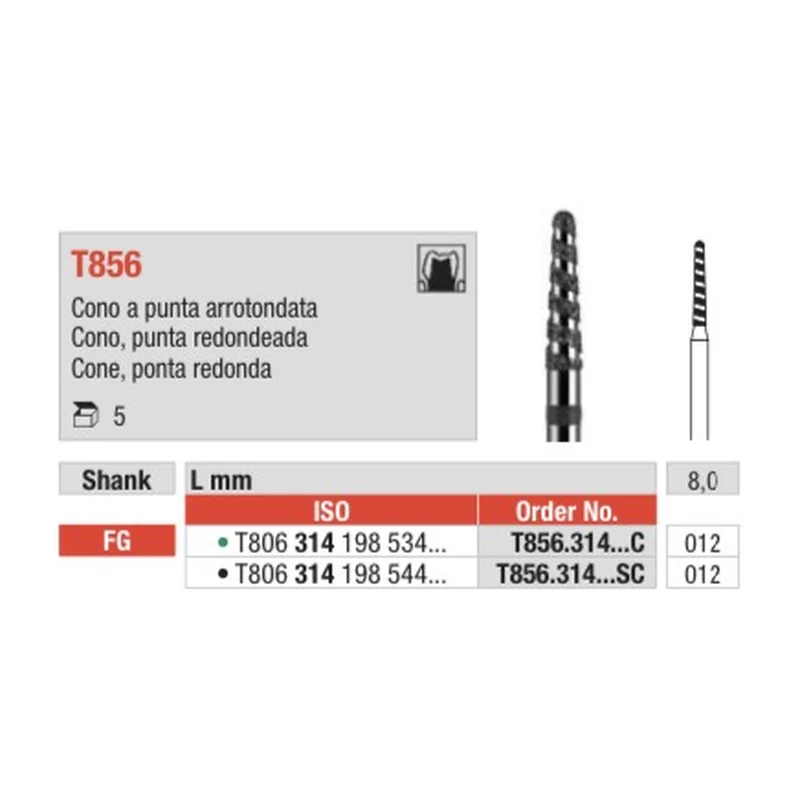 T856
Cono a punta arrotondata
Cono, punta redondeada
Cone, ponta redonda
5
Shank L mm 8,0
ISO Order No.
FG • T806 314 198 534... T856.314...C 012
• T806 314 198 544... T856.314...SC 012